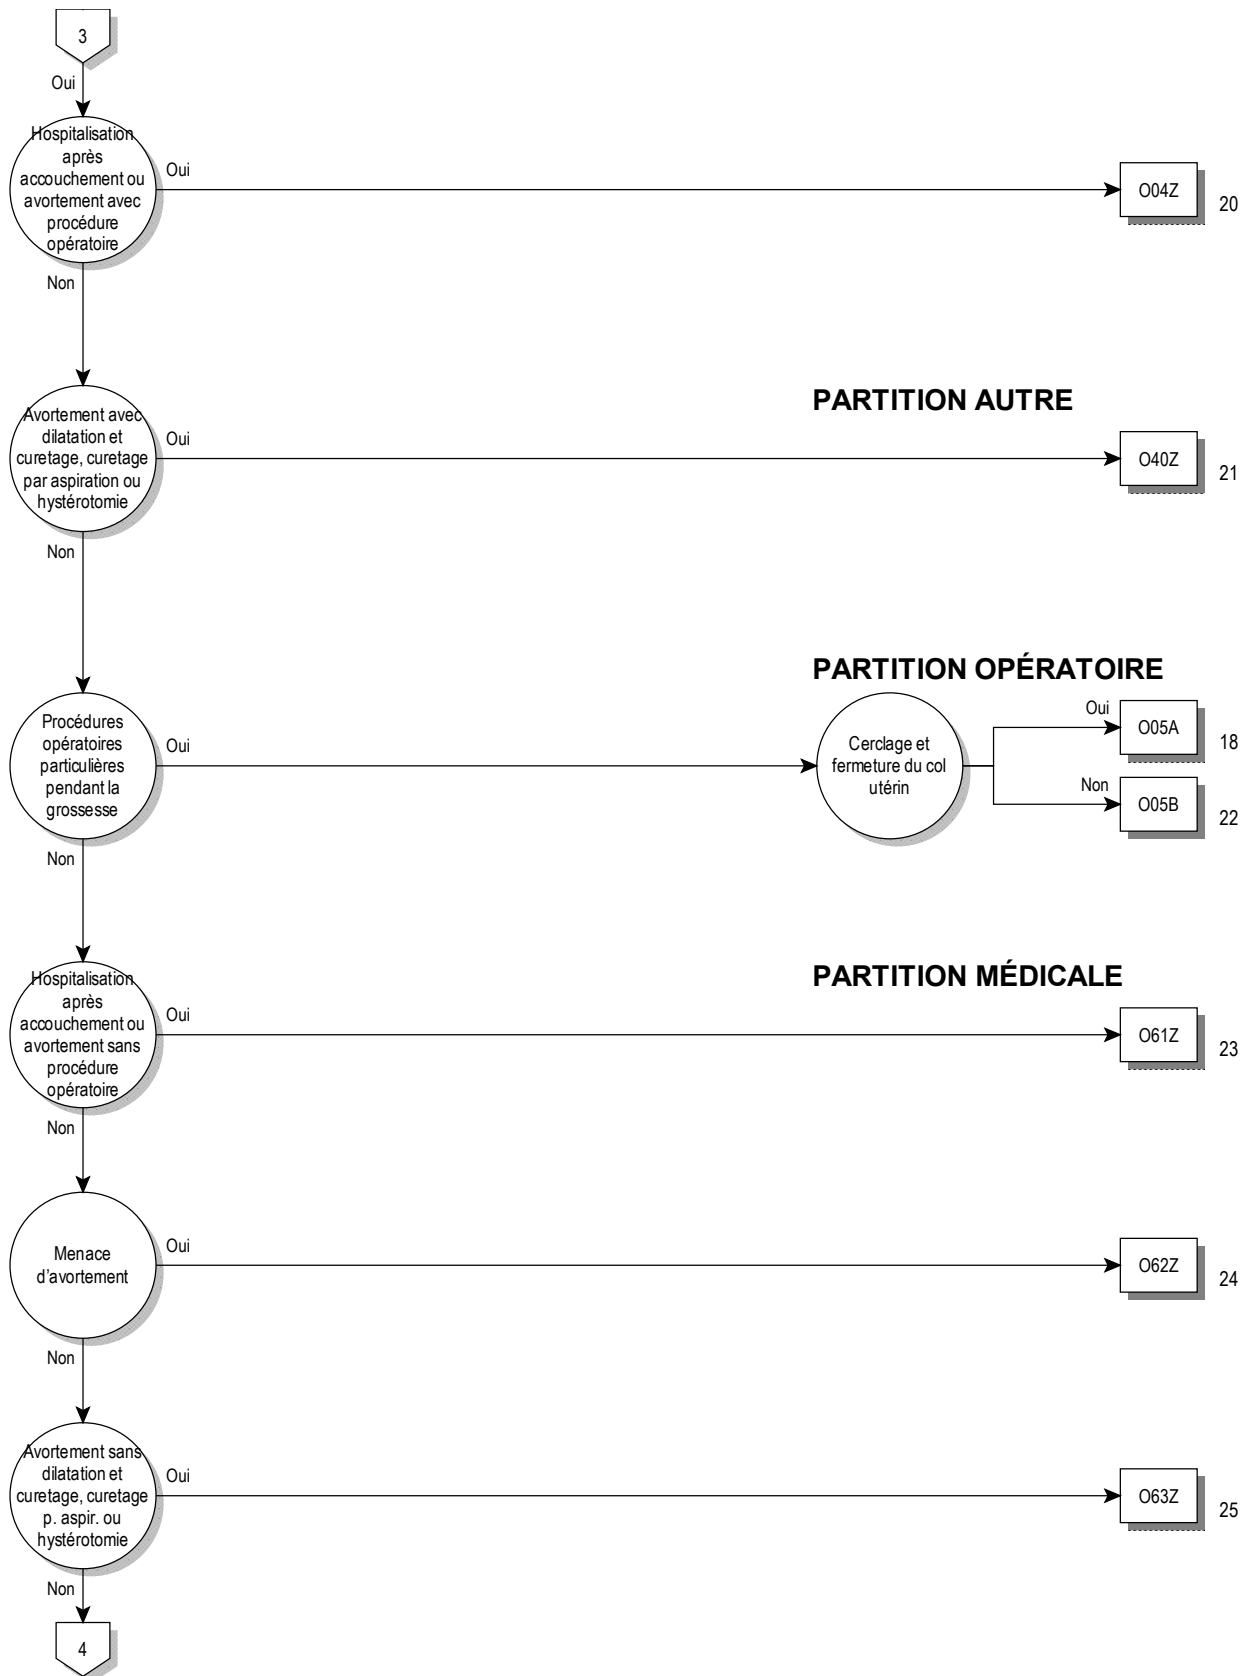 3
Oui
Hospitalisation
après
accouchement ou
avortement avec
procédure
opératoire
Oui
O04Z
20
Non
PARTITION AUTRE
Avortement avec
dilatation et
curetage, curetage
par aspiration ou
hystérotomie
Oui
O40Z
21
Non
PARTITION OPÉRATOIRE
Procédures
opératoires
particulières
pendant la
grossesse
Oui
Cerclage et
fermeture du col
utérin
Oui
O05A
18
Non
O05B
22
Non
PARTITION MÉDICALE
Hospitalisation
après
accouchement ou
avortement sans
procédure
opératoire
Oui
O61Z
23
Non
Menace
d'avortement
Oui
O62Z
24
Non
Avortement sans
dilatation et
curetage, curetage
p. aspir. ou
hystérotomie
Oui
O63Z
25
Non
4